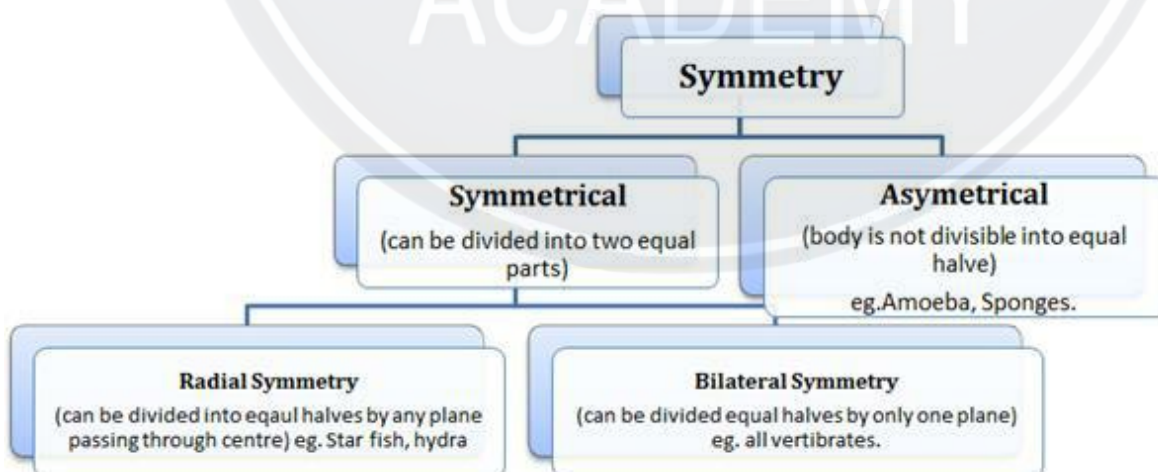 ACADEMY
Symmetry
Symmetrical
(can be divided into two equal
parts)
Asymetrical
(body is not divisible into equal
halve)
eg.Amoeba, Sponges.
Radial Symmetry
(can be divided into eqaul halves by any plane
passing through centre) eg. Star fish, hydra
Bilateral Symmetry
(can be divided equal halves by only one plane)
eg. all vertibrates.